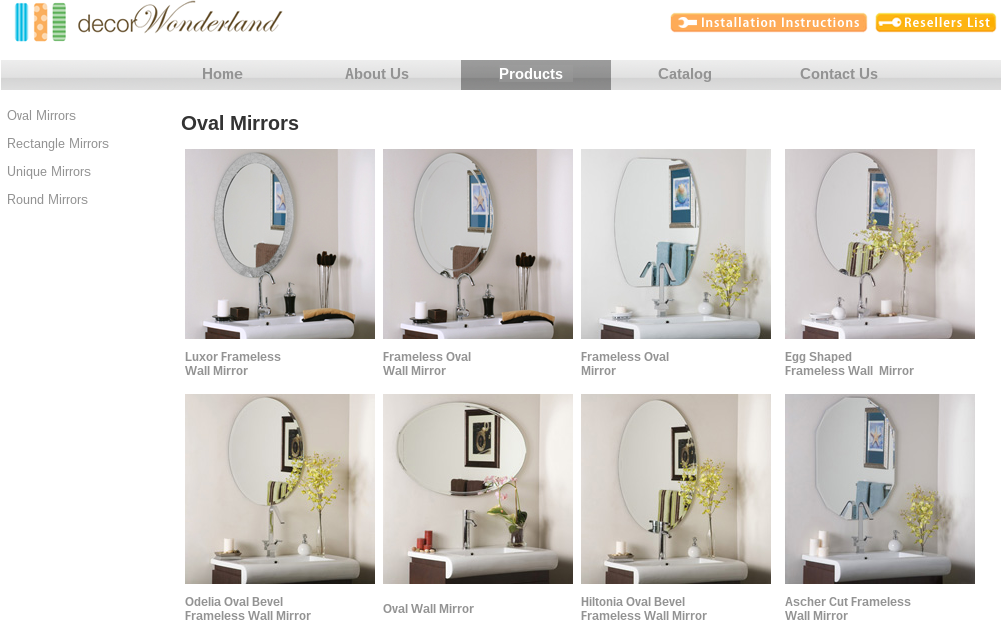 decorWonderland
Installation Instructions
Resellers List
Home
About Us
Products
Catalog
Contact Us
Oval Mirrors
Rectangle Mirrors
Unique Mirrors
Round Mirrors
Oval Mirrors
Luxor Frameless
Wall Mirror
Frameless Oval
Wall Mirror
Frameless Oval
Mirror
Egg Shaped
Frameless Wall  Mirror
Odelia Oval Bevel
Frameless Wall Mirror
Oval Wall Mirror
Hiltonia Oval Bevel
Frameless Wall Mirror
Ascher Cut Frameless
Wall Mirror